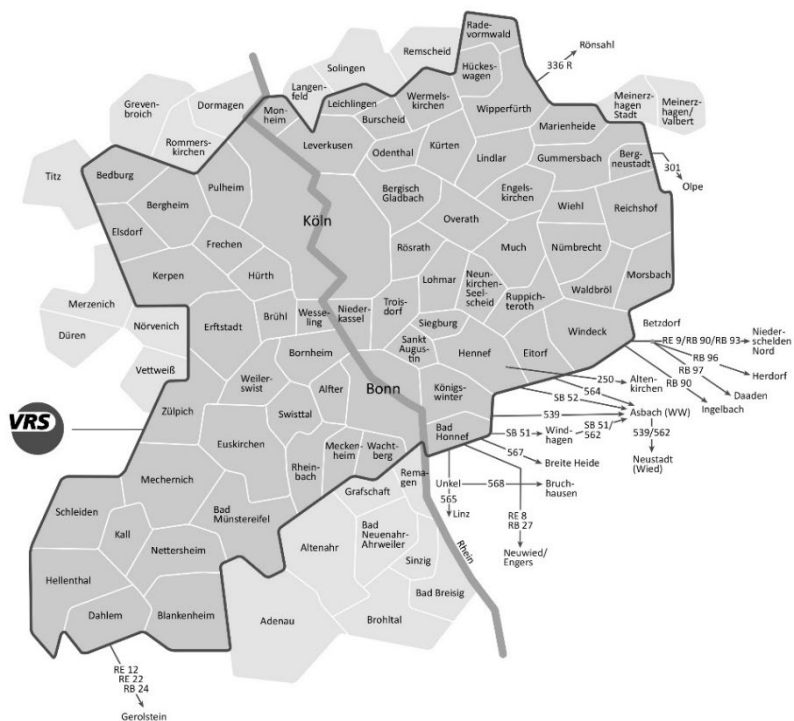 Rade-
vormwald
Rönsahl
336 R
Remscheid
Solingen
Hückes-
wagen
Langen-
feld
Leichlingen
Wermels-
kirchen
Wipperfürth
Meinerz-
hagen
Stadt
Meinerz-
hagen/
Valbert
Greven-
broich
Dormagen
Mon-
heim
Burscheid
Marienheide
Rommers-
kirchen
Leverkusen
Odenthal
Kürten
Lindlar
Gummersbach
Berg-
neustadt
301
Olpe
Titz
Bedburg
Pulheim
Bergheim
Bergisch
Gladbach
Engels-
kirchen
Wiehl
Reichshof
Köln
Overath
Elsdorf
Frechen
Rösrath
Much
Nümbrecht
Kerpen
Hürth
Lohmar
Neun-
kirchen-
Seel-
scheid
Ruppich-
teroth
Waldbröl
Morsbach
Merzenich
Nörvenich
Erftstadt
Brühl
Wesse-
ling
Nieder-
kassel
Trois-
dorf
Siegburg
Windeck
Betzdorf
RE 9/RB 90/RB 93
Nieder-
schelden
Nord
Düren
Sankt
Augus-
tin
Hennef
Eitorf
RB 96
Herdorf
RB 97
Daaden
RB 90
Ingelbach
Vettweiß
Bornheim
Weiler-
swist
Alfter
Bonn
Königs-
winter
250
Alten-
kirchen
564
SB 52
Zülpich
Swisttal
539
Asbach (WW)
VRS
Euskirchen
Mecken-
heim
Wacht-
berg
Bad
Honnef
SB 51
Wind-
hagen
SB 51/
562
539/562
Neustadt
(Wied)
567
Breite Heide
Mechernich
Rhein-
bach
Rema-
gen
Unkel
568
Bruch-
hausen
565
Linz
Grafschaft
Schleiden
Bad
Münstereifel
RE 8
RB 27
Neuwied/
Engers
Kall
Nettersheim
Altenahr
Bad
Neuenahr-
Ahrweiler
Rhein
Sinzig
Hellenthal
Bad Breisig
Dahlem
Blankenheim
Adenau
Brohltal
RE 12
RE 22
RB 24
Gerolstein